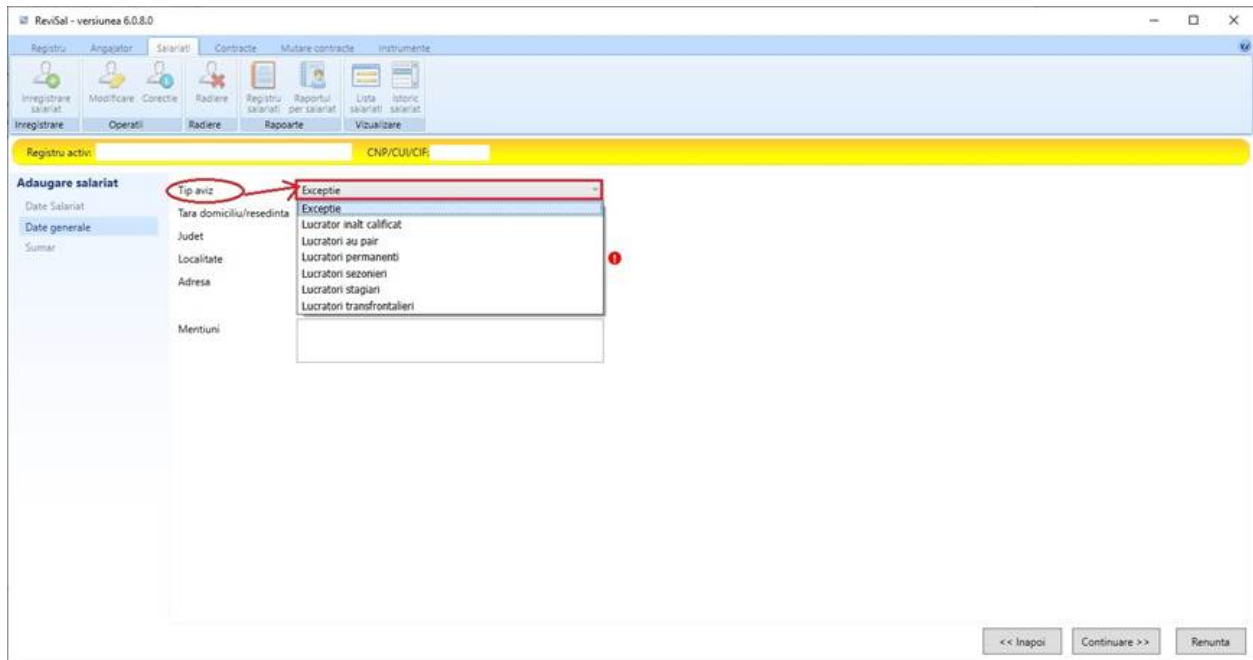 ReviSal - versiunea 6.0.8.0
Registru Angajator Salariati Contracte Mutare contracte Instrumente
Inregistrare salariat
Modificare Corectie
Radiere
Registru salariati
Raportul per salariat
Lista salariati
Istoric salariat
Inregistrare Operatii Radiere Rapoarte Vizualizare
Registru activ: CNP/CUI/CIF:
Adaugare salariat
Date Salariat
Date generale
Sumar
Tip aviz Exceptie
Tara domiciliu/resedinta
Judet
Localitate
Adresa
Exceptie
Lucrator inalt calificat
Lucratori au pair
Lucratori permanenti
Lucratori sezonieri
Lucratori stagiari
Lucratori transfrontalieri
Mentiuni
<< Inapoi Continuare >> Renunta